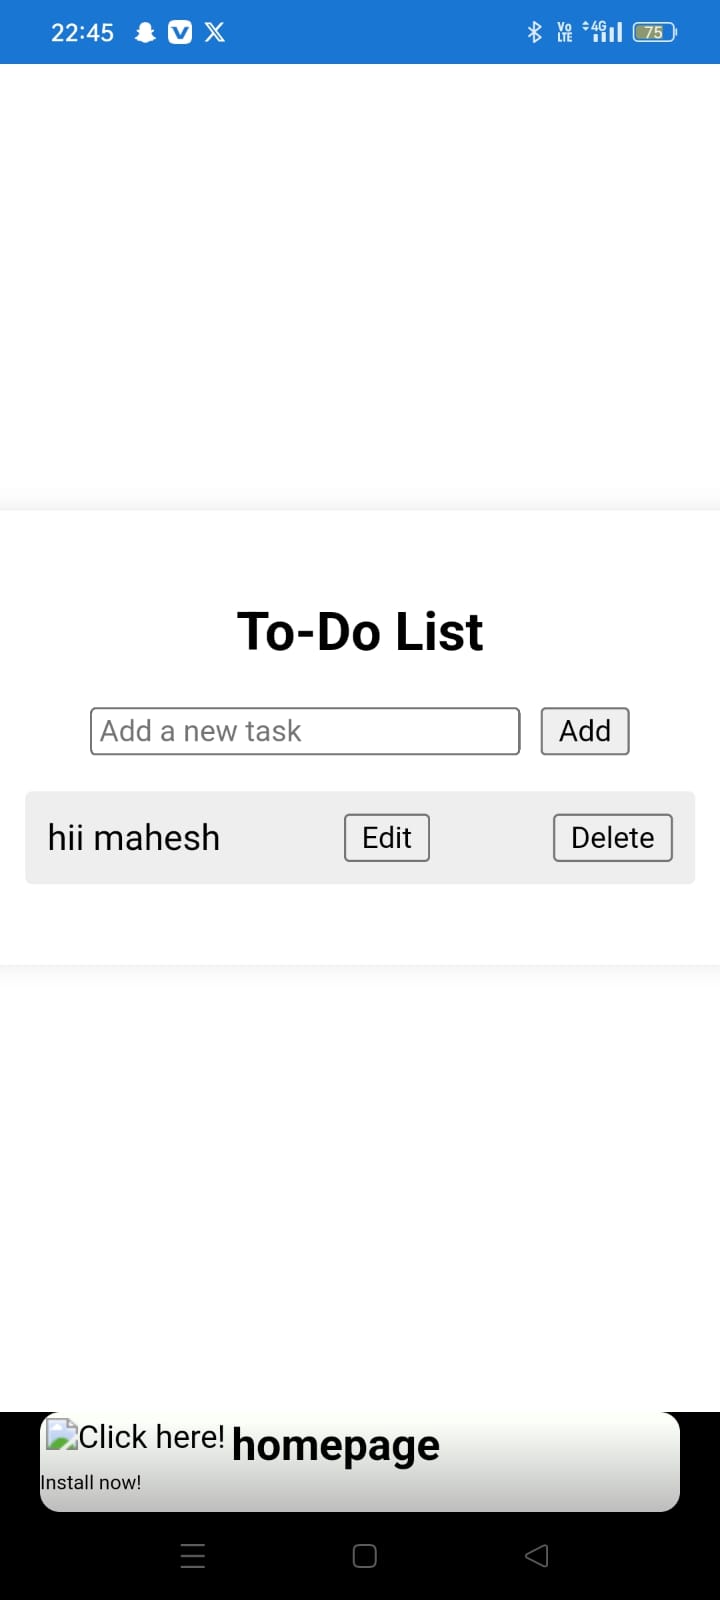 22:45 Vo LTE 4G 75
To-Do List
Add a new task Add
hii mahesh Edit Delete
Click here! homepage
Install now!